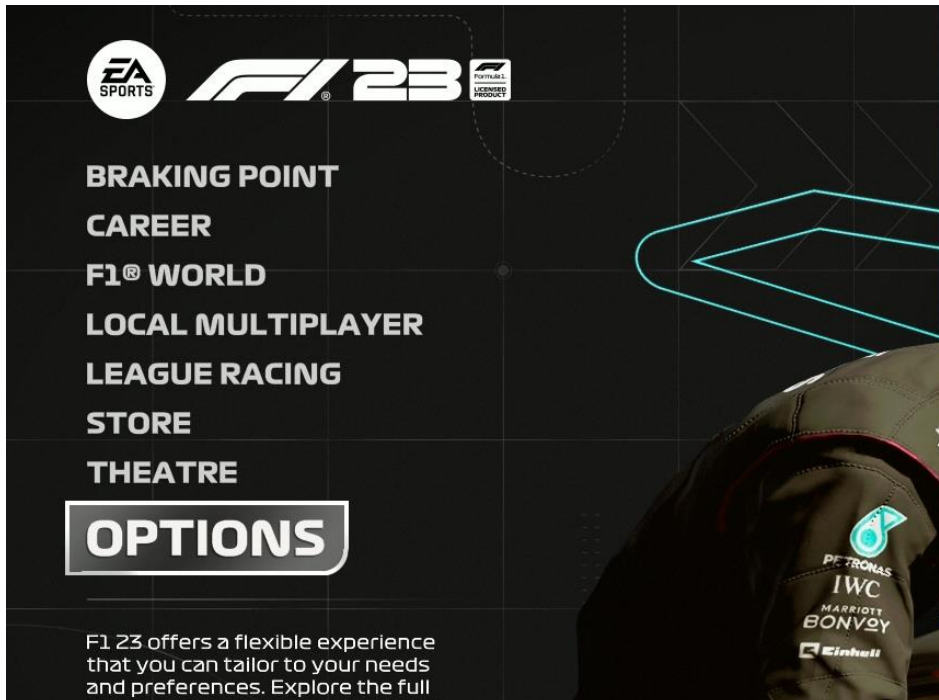 EA
SPORTS
F1® 23
Formula 1.
LICENSED
PRODUCT
BRAKING POINT
CAREER
F1® WORLD
LOCAL MULTIPLAYER
LEAGUE RACING
STORE
THEATRE
OPTIONS
F1 23 offers a flexible experience
that you can tailor to your needs
and preferences. Explore the full
PETRONAS
IWC
MARRIOTT
BONVOY
Einhell